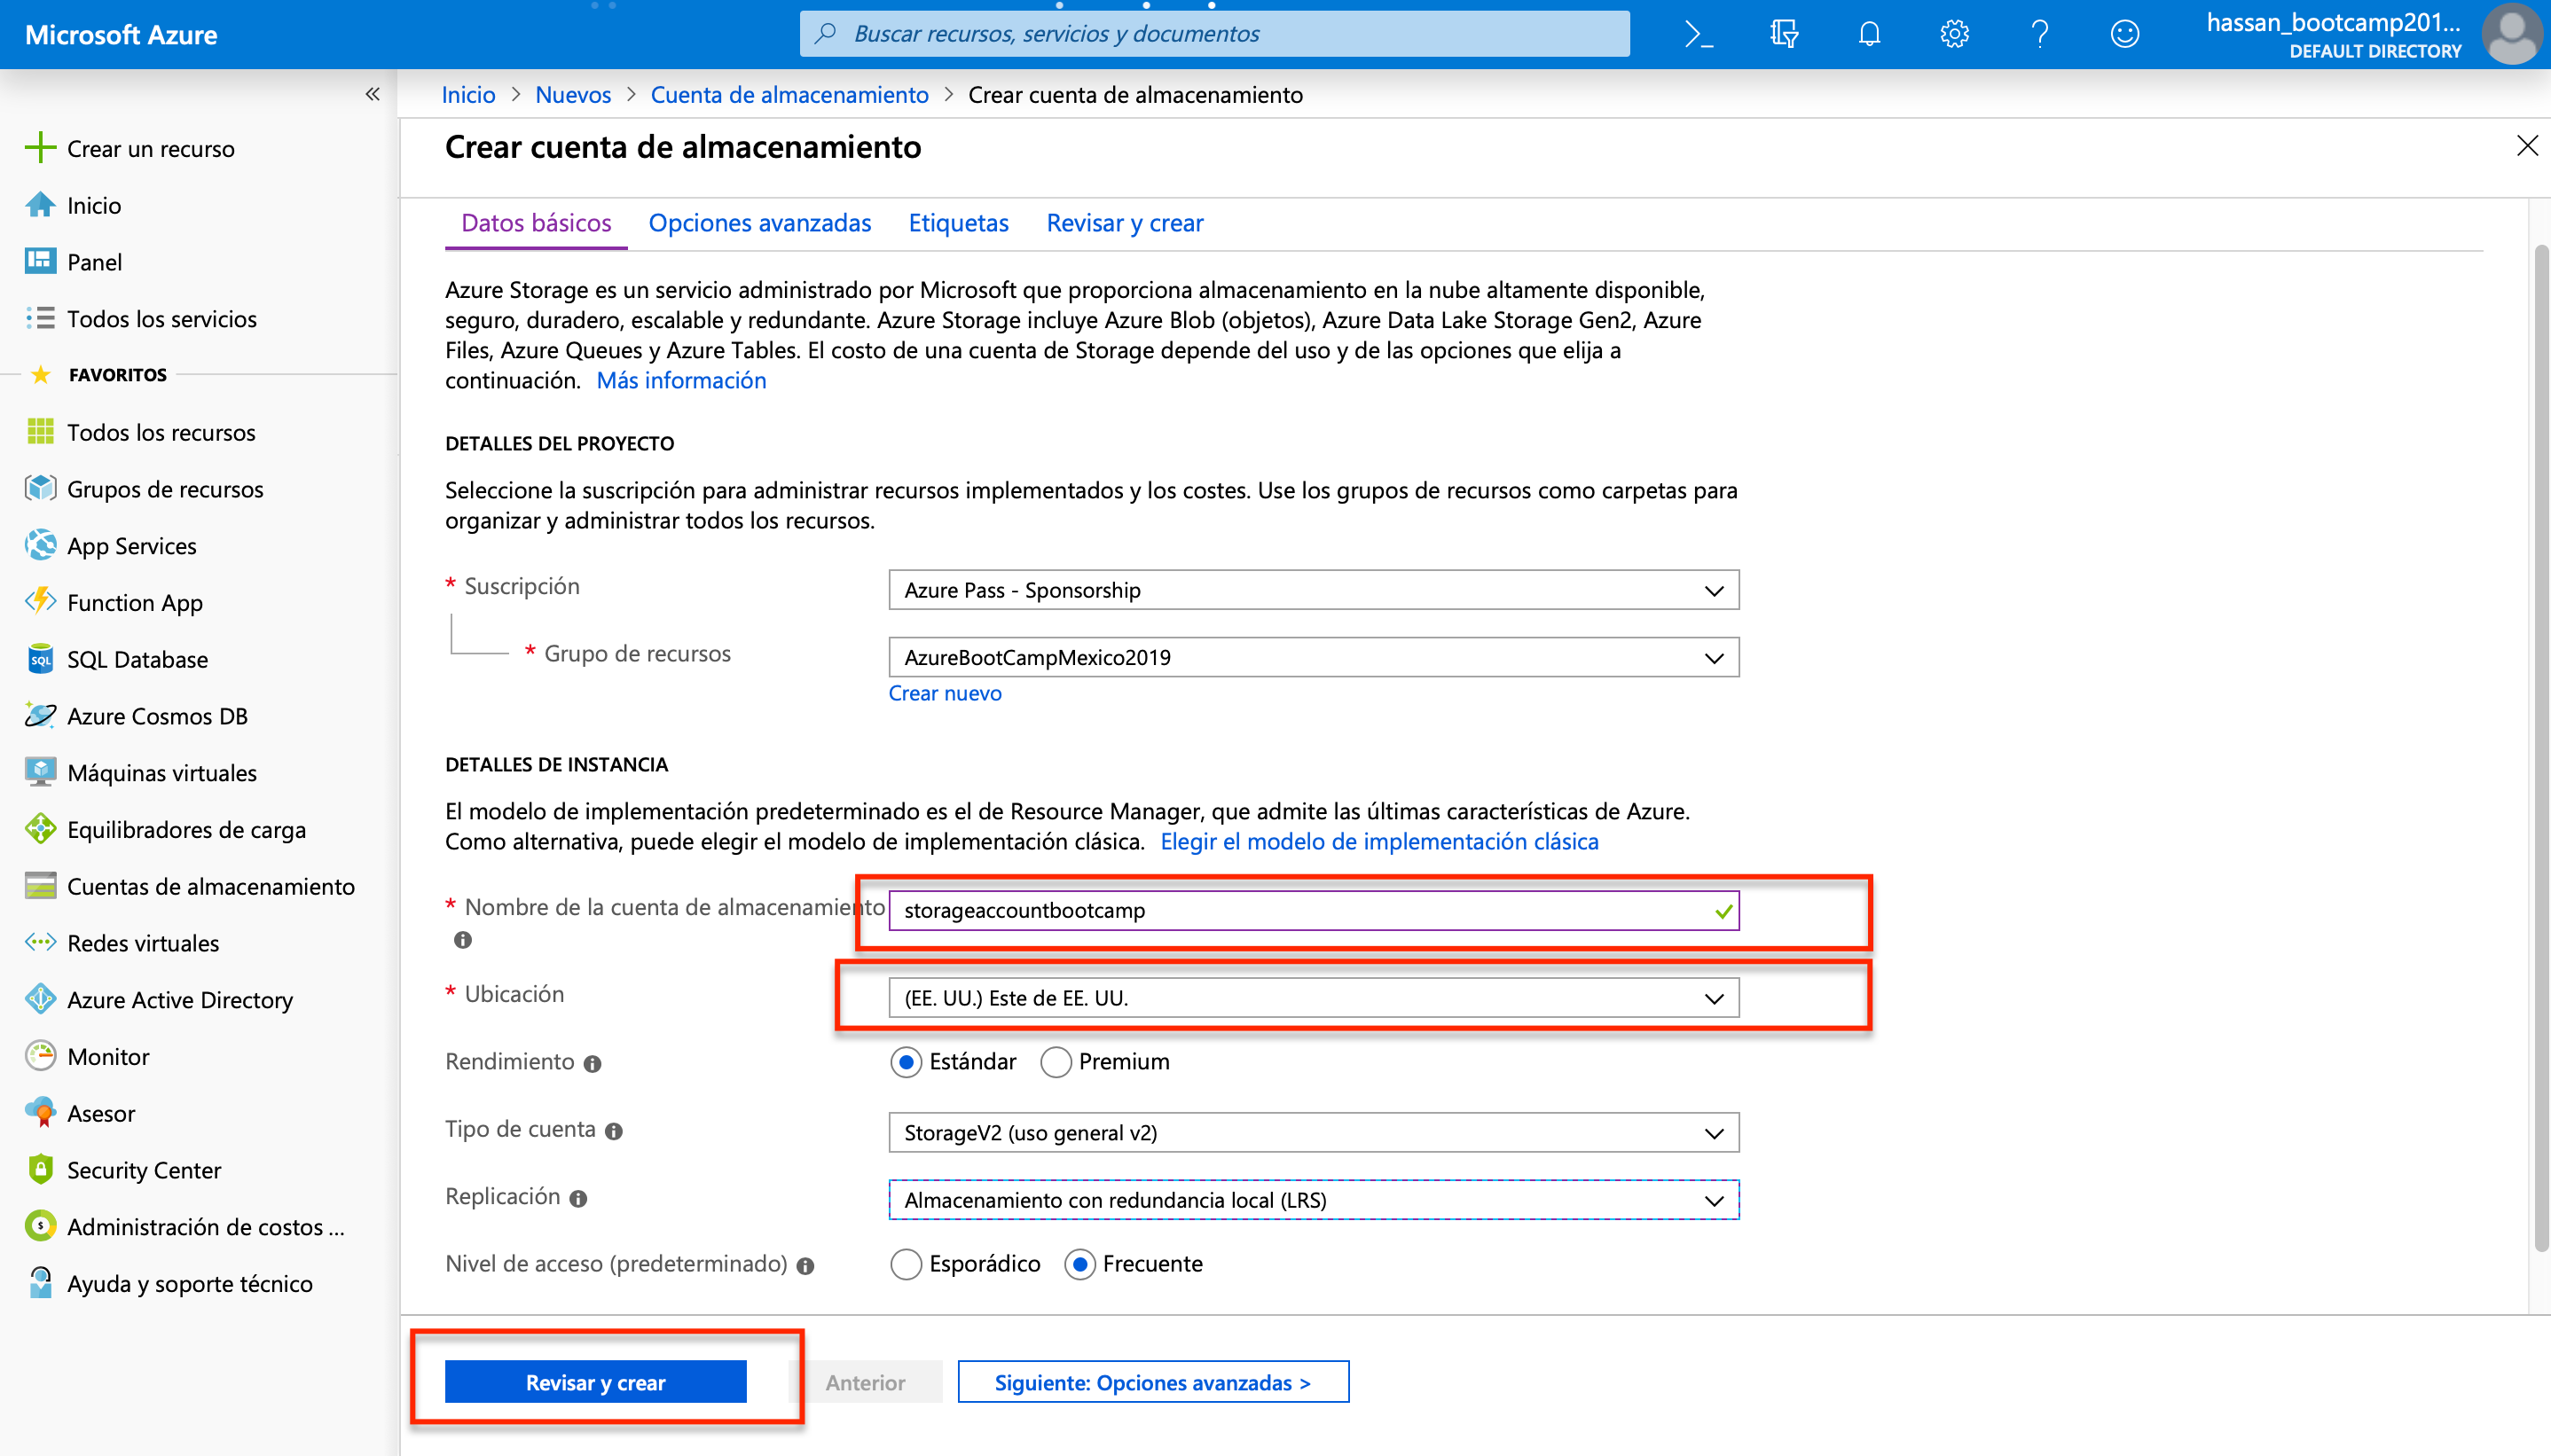 Microsoft Azure
Buscar recursos, servicios y documentos
hassan_bootcamp201...
DEFAULT DIRECTORY
Inicio > Nuevos > Cuenta de almacenamiento > Crear cuenta de almacenamiento
Crear cuenta de almacenamiento
Crear un recurso
Inicio
Panel
Todos los servicios
FAVORITOS
Todos los recursos
Grupos de recursos
App Services
Function App
SQL Database
Azure Cosmos DB
Máquinas virtuales
Equilibradores de carga
Cuentas de almacenamiento
Redes virtuales
Azure Active Directory
Monitor
Asesor
Security Center
Administración de costos ...
Ayuda y soporte técnico
Datos básicos Opciones avanzadas Etiquetas Revisar y crear
Azure Storage es un servicio administrado por Microsoft que proporciona almacenamiento en la nube altamente disponible,
seguro, duradero, escalable y redundante. Azure Storage incluye Azure Blob (objetos), Azure Data Lake Storage Gen2, Azure
Files, Azure Queues y Azure Tables. El costo de una cuenta de Storage depende del uso y de las opciones que elija a
continuación. Más información
DETALLES DEL PROYECTO
Seleccione la suscripción para administrar recursos implementados y los costes. Use los grupos de recursos como carpetas para
organizar y administrar todos los recursos.
* Suscripción Azure Pass - Sponsorship
* Grupo de recursos AzureBootCampMexico2019
Crear nuevo
DETALLES DE INSTANCIA
El modelo de implementación predeterminado es el de Resource Manager, que admite las últimas características de Azure.
Como alternativa, puede elegir el modelo de implementación clásica. Elegir el modelo de implementación clásica
* Nombre de la cuenta de almacenamiento storageaccountbootcamp
* Ubicación (EE. UU.) Este de EE. UU.
Rendimiento Estándar Premium
Tipo de cuenta StorageV2 (uso general v2)
Replicación Almacenamiento con redundancia local (LRS)
Nivel de acceso (predeterminado) Esporádico Frecuente
Revisar y crear Anterior Siguiente: Opciones avanzadas >